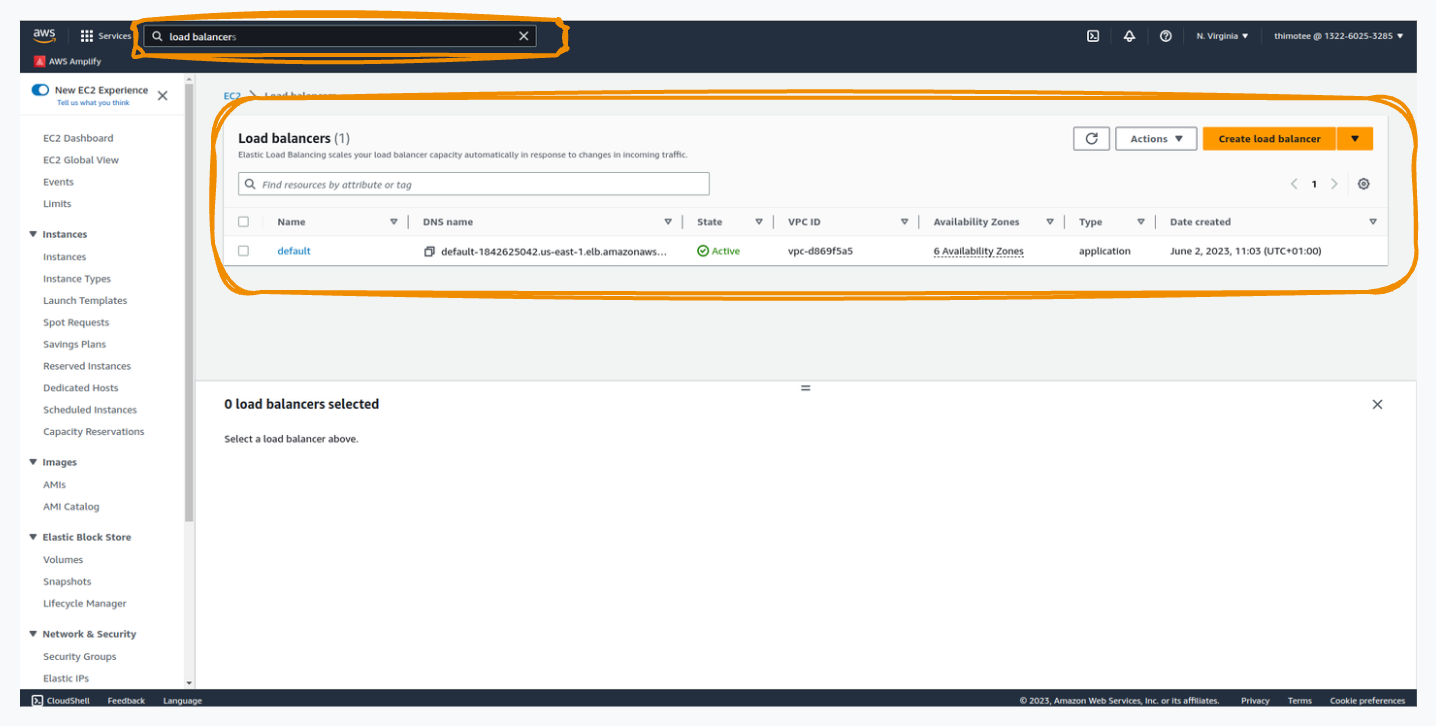 aws Services load balancers N. Virginia ▼ thimotee @ 1322-6025-3285 ▼
AWS Amplify
New EC2 Experience
Tell us what you think
EC2 Dashboard
EC2 Global View
Events
Limits
Instances
Instances
Instance Types
Launch Templates
Spot Requests
Savings Plans
Reserved Instances
Dedicated Hosts
Scheduled Instances
Capacity Reservations
Images
AMIs
AMI Catalog
Elastic Block Store
Volumes
Snapshots
Lifecycle Manager
Network & Security
Security Groups
Elastic IPs
EC2 > Load balancers
Load balancers (1)
Actions ▼ Create load balancer ▼
Elastic Load Balancing scales your load balancer capacity automatically in response to changes in incoming traffic.
Find resources by attribute or tag
< 1 >
Name DNS name State VPC ID Availability Zones Type Date created
default default-1842625042.us-east-1.elb.amazonaws... Active vpc-d869f5a5 6 Availability Zones application June 2, 2023, 11:03 (UTC+01:00)
0 load balancers selected
Select a load balancer above.
CloudShell Feedback Language © 2023, Amazon Web Services, Inc. or its affiliates. Privacy Terms Cookie preferences